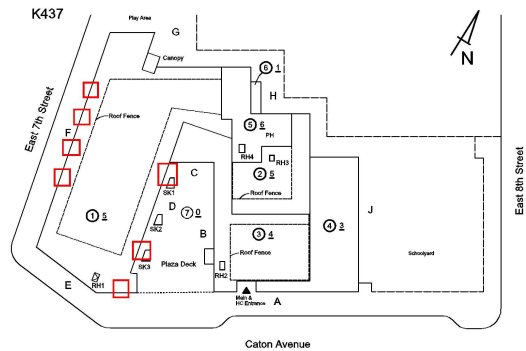 K437
Play Area
G
Canopy
East 7th Street
6 1
H
5 6
PH
F
Roof Fence
RH4
RH3
2 5
Roof Fence
C
SK1
1 5
D
7 0
SK2
B
3 4
4 3
J
East 8th Street
Roof Fence
Schoolyard
SK3
Plaza Deck
RH2
RH1
E
Main &
HC Entrance
A
Caton Avenue
N